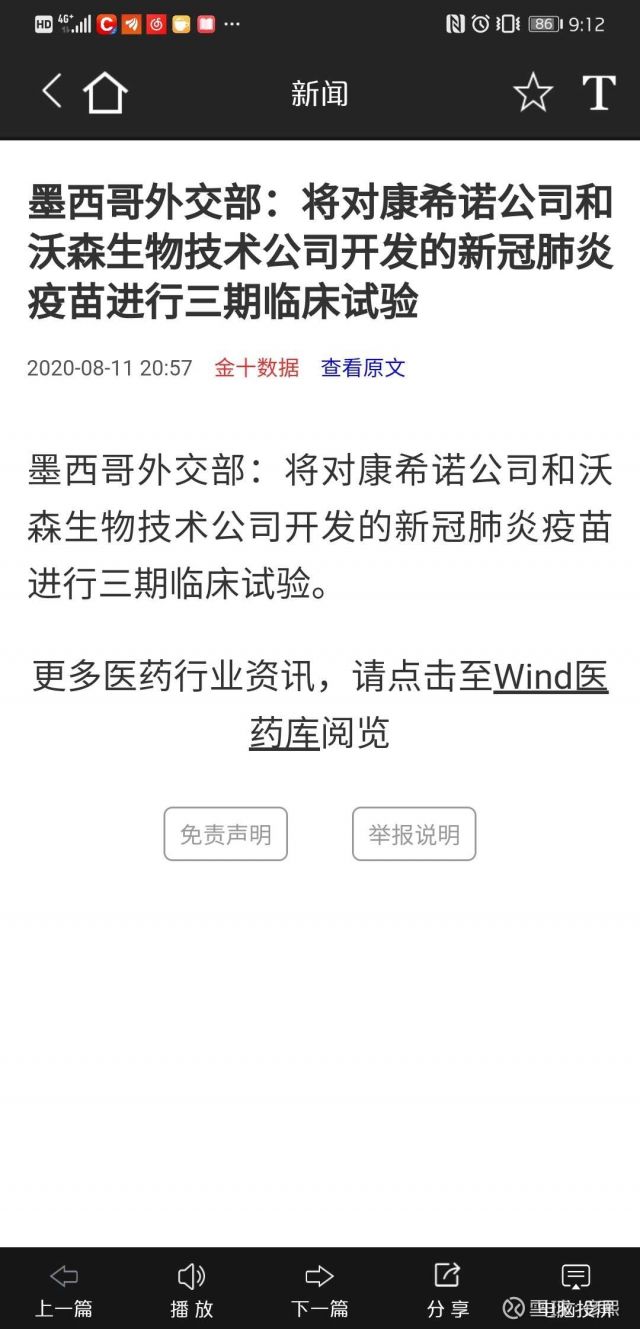 HD 4G+ 86 9:12
新闻 T
墨西哥外交部：将对康希诺公司和
沃森生物技术公司开发的新冠肺炎
疫苗进行三期临床试验
2020-08-11 20:57 金十数据 查看原文
墨西哥外交部：将对康希诺公司和沃
森生物技术公司开发的新冠肺炎疫苗
进行三期临床试验。
更多医药行业资讯，请点击至Wind医
药库阅览
免责声明 举报说明
上一篇 播放 下一篇 分享 电脑投屏